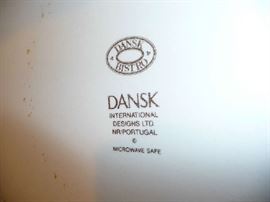 DANSK
BISTRO
DANSK
INTERNATIONAL
DESIGNS LTD.
NR/PORTUGAL
©
MICROWAVE SAFE